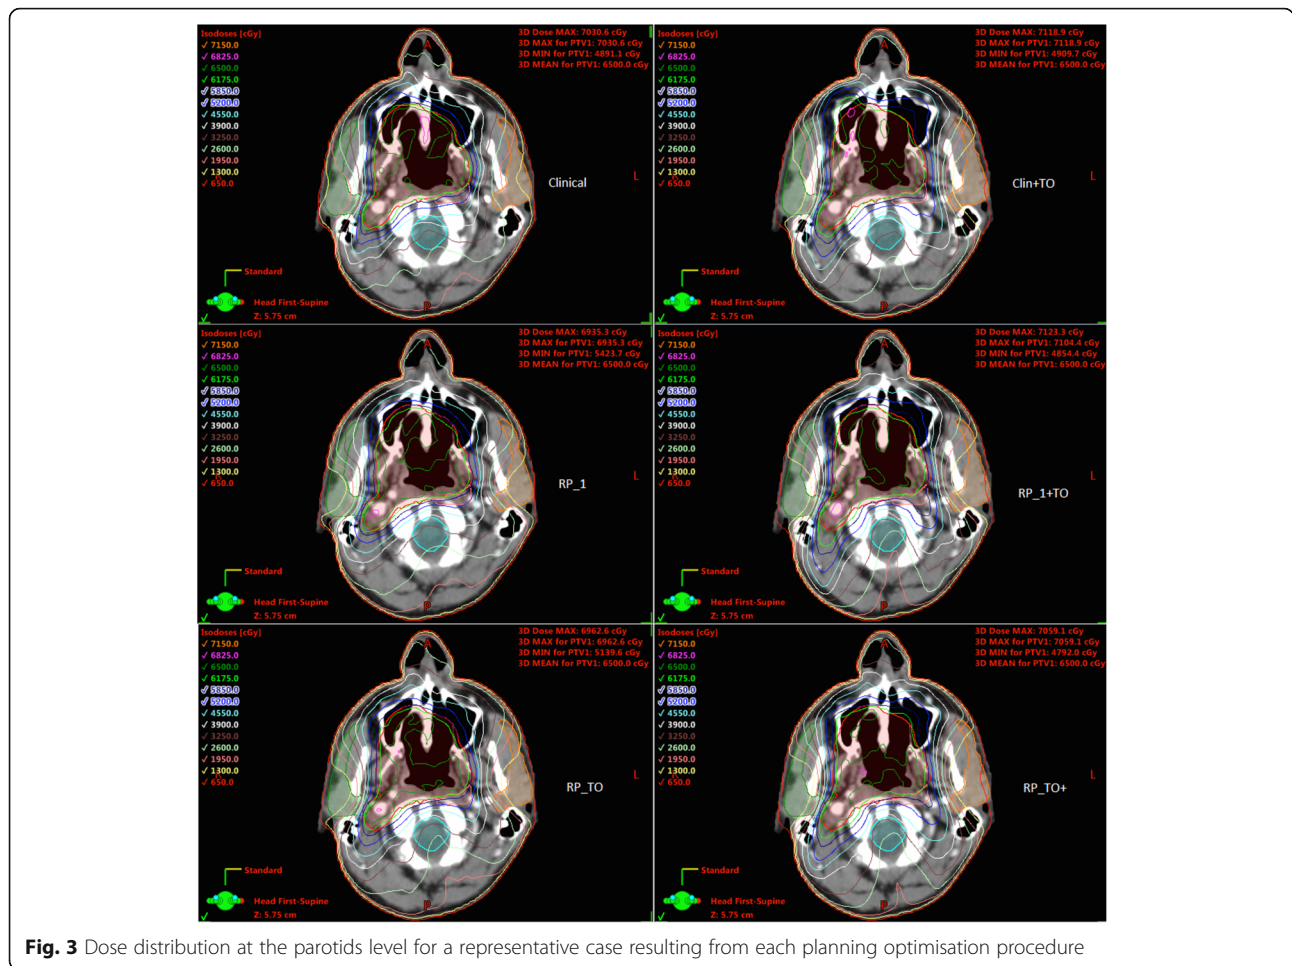 Isodoses [cGy]
✓ 7150.0
✓ 6825.0
✓ 6500.0
✓ 6175.0
✓ 5850.0
✓ 5200.0
✓ 4550.0
✓ 3900.0
✓ 3250.0
✓ 2600.0
✓ 1950.0
✓ 1300.0
✓ 650.0
3D Dose MAX: 7030.6 cGy
3D MAX for PTV1: 7030.6 cGy
3D MIN for PTV1: 4891.1 cGy
3D MEAN for PTV1: 6500.0 cGy
A
Clinical
L
P
Standard
Head First-Supine
Z: 5.75 cm
Isodoses [cGy]
✓ 7150.0
✓ 6825.0
✓ 6500.0
✓ 6175.0
✓ 5850.0
✓ 5200.0
✓ 4550.0
✓ 3900.0
✓ 3250.0
✓ 2600.0
✓ 1950.0
✓ 1300.0
✓ 650.0
3D Dose MAX: 7118.9 cGy
3D MAX for PTV1: 7118.9 cGy
3D MIN for PTV1: 4909.7 cGy
3D MEAN for PTV1: 6500.0 cGy
A
Clin+TO
L
P
Standard
Head First-Supine
Z: 5.75 cm
Isodoses [cGy]
✓ 7150.0
✓ 6825.0
✓ 6500.0
✓ 6175.0
✓ 5850.0
✓ 5200.0
✓ 4550.0
✓ 3900.0
✓ 3250.0
✓ 2600.0
✓ 1950.0
✓ 1300.0
✓ 650.0
3D Dose MAX: 6935.3 cGy
3D MAX for PTV1: 6935.3 cGy
3D MIN for PTV1: 5423.7 cGy
3D MEAN for PTV1: 6500.0 cGy
A
RP_1
L
P
Standard
Head First-Supine
Z: 5.75 cm
Isodoses [cGy]
✓ 7150.0
✓ 6825.0
✓ 6500.0
✓ 6175.0
✓ 5850.0
✓ 5200.0
✓ 4550.0
✓ 3900.0
✓ 3250.0
✓ 2600.0
✓ 1950.0
✓ 1300.0
✓ 650.0
3D Dose MAX: 7123.3 cGy
3D MAX for PTV1: 7104.4 cGy
3D MIN for PTV1: 4854.4 cGy
3D MEAN for PTV1: 6500.0 cGy
A
RP_1+TO
L
P
Standard
Head First-Supine
Z: 5.75 cm
Isodoses [cGy]
✓ 7150.0
✓ 6825.0
✓ 6500.0
✓ 6175.0
✓ 5850.0
✓ 5200.0
✓ 4550.0
✓ 3900.0
✓ 3250.0
✓ 2600.0
✓ 1950.0
✓ 1300.0
✓ 650.0
3D Dose MAX: 6962.6 cGy
3D MAX for PTV1: 6962.6 cGy
3D MIN for PTV1: 5139.6 cGy
3D MEAN for PTV1: 6500.0 cGy
A
RP_TO
L
P
Standard
Head First-Supine
Z: 5.75 cm
Isodoses [cGy]
✓ 7150.0
✓ 6825.0
✓ 6500.0
✓ 6175.0
✓ 5850.0
✓ 5200.0
✓ 4550.0
✓ 3900.0
✓ 3250.0
✓ 2600.0
✓ 1950.0
✓ 1300.0
✓ 650.0
3D Dose MAX: 7059.1 cGy
3D MAX for PTV1: 7059.1 cGy
3D MIN for PTV1: 4792.0 cGy
3D MEAN for PTV1: 6500.0 cGy
A
RP_TO+
L
P
Standard
Head First-Supine
Z: 5.75 cm
Fig. 3 Dose distribution at the parotids level for a representative case resulting from each planning optimisation procedure